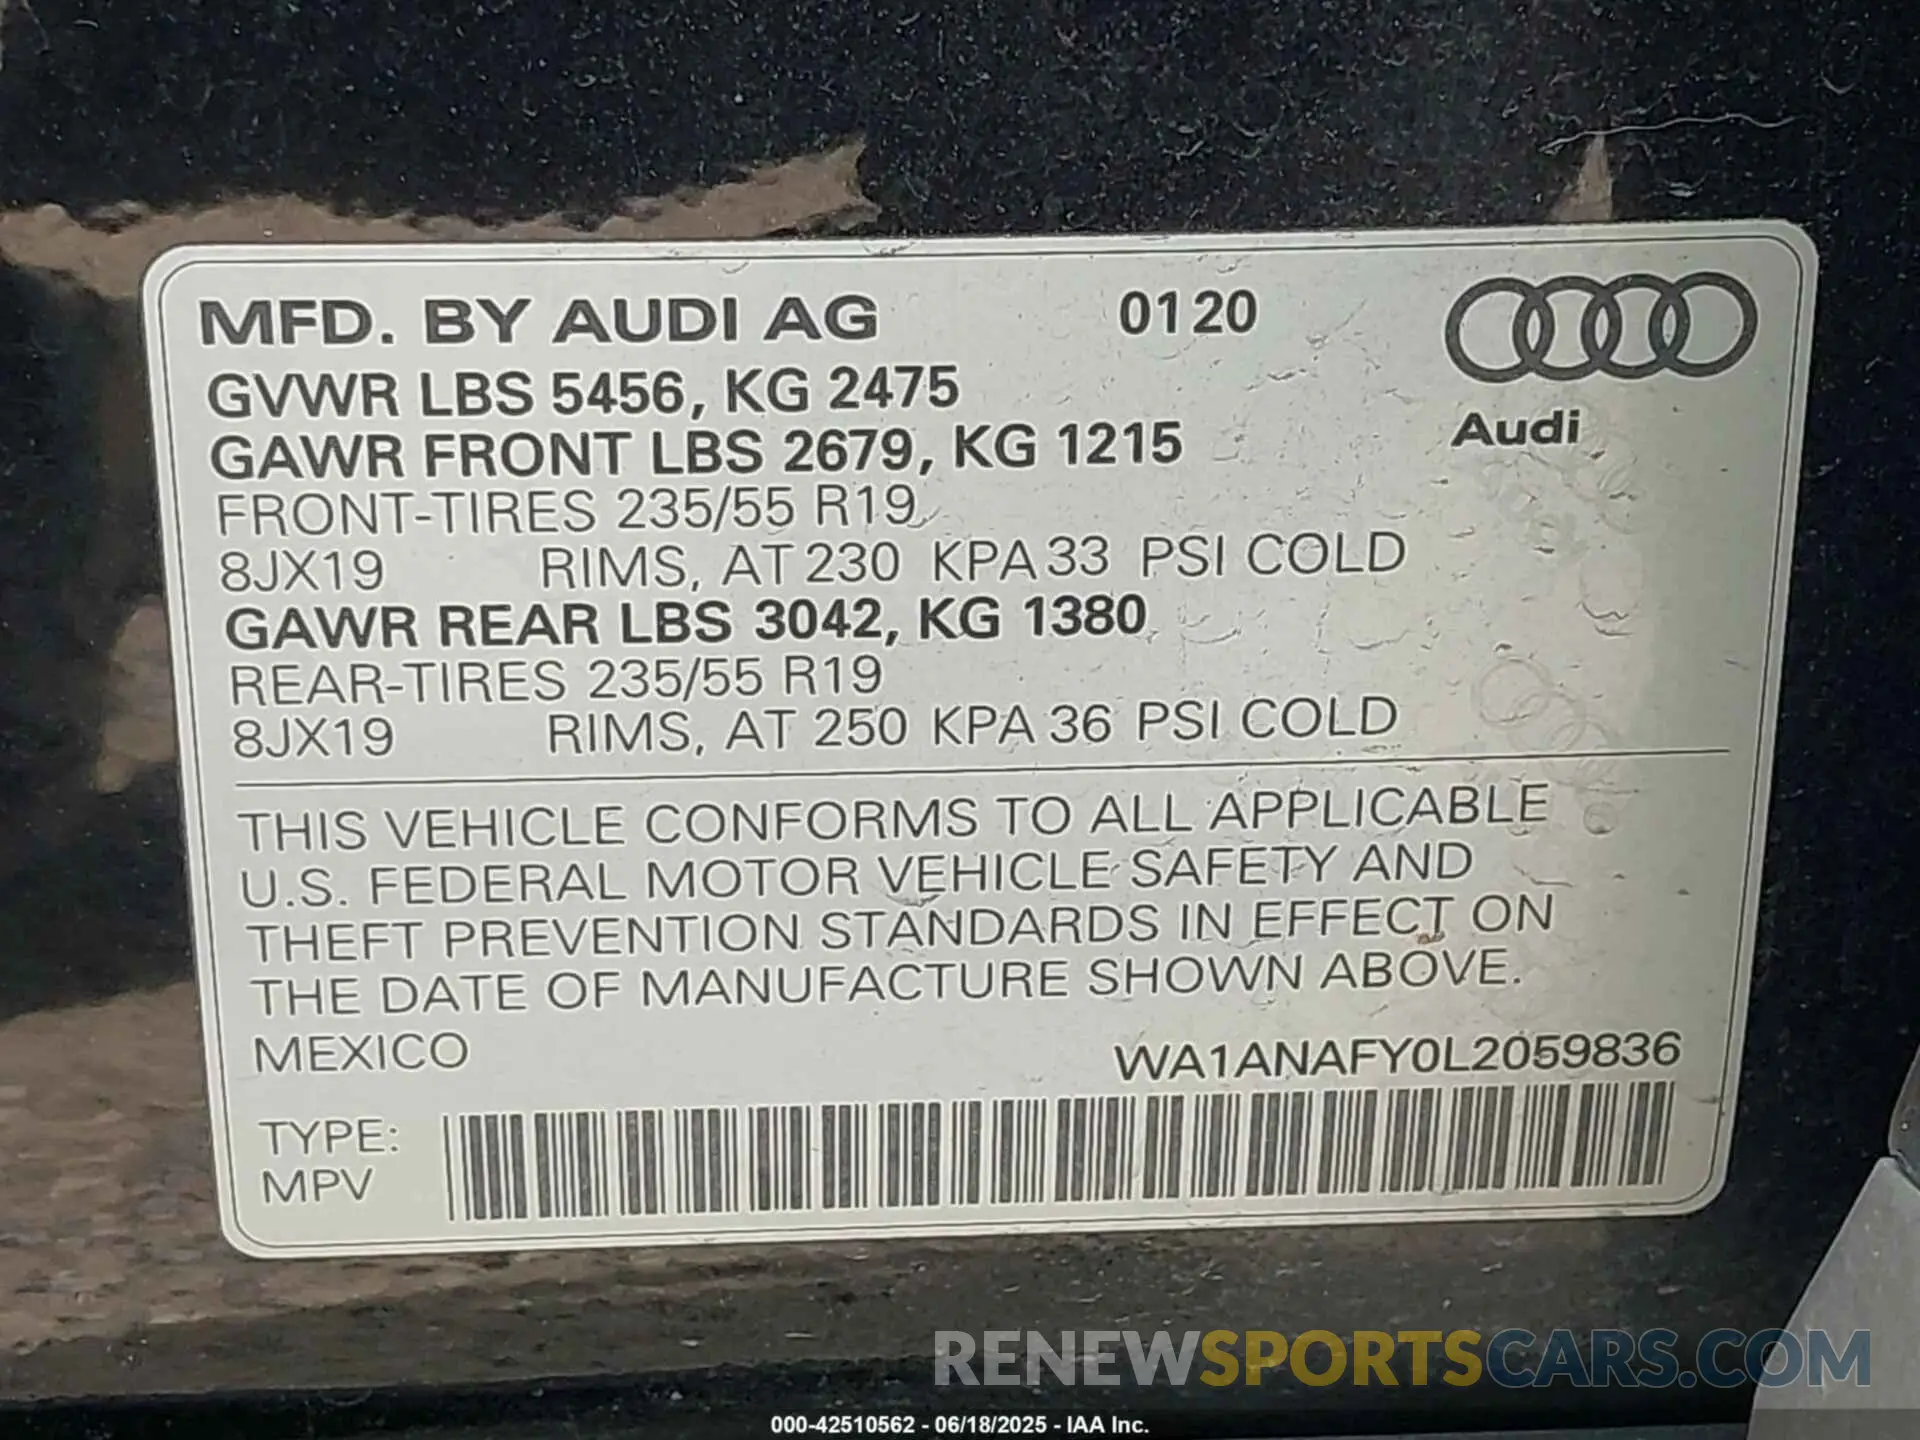 MFD. BY AUDI AG 0120
GVWR LBS 5456, KG 2475
Audi
GAWR FRONT LBS 2679, KG 1215
FRONT-TIRES 235/55 R19
8JX19 RIMS, AT 230 KPA 33 PSI COLD
GAWR REAR LBS 3042, KG 1380
REAR-TIRES 235/55 R19
8JX19 RIMS, AT 250 KPA 36 PSI COLD
THIS VEHICLE CONFORMS TO ALL APPLICABLE
U.S. FEDERAL MOTOR VEHICLE SAFETY AND
THEFT PREVENTION STANDARDS IN EFFECT ON
THE DATE OF MANUFACTURE SHOWN ABOVE.
MEXICO WA1ANAFY0L2059836
TYPE:
MPV
RENEWSPORTSCARS.COM
000-42510562 - 06/18/2025 - IAA Inc.